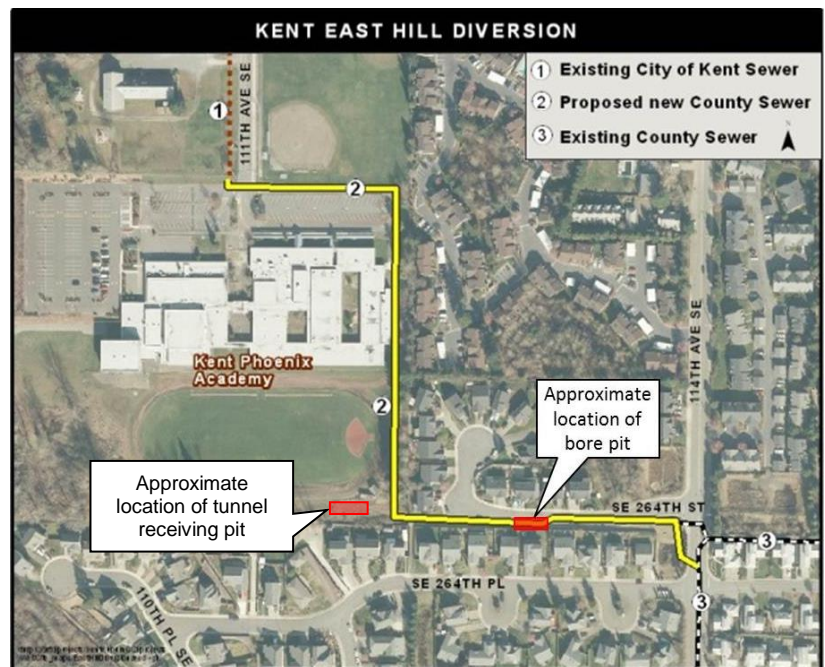 KENT EAST HILL DIVERSION
1 Existing City of Kent Sewer
2 Proposed new County Sewer
3 Existing County Sewer
N
1
111TH AVE SE
2
Kent Phoenix
Academy
2
114TH AVE SE
Approximate
location of
bore pit
Approximate
location of tunnel
receiving pit
SE 264TH ST
3
SE 264TH PL
3
110TH PL SE